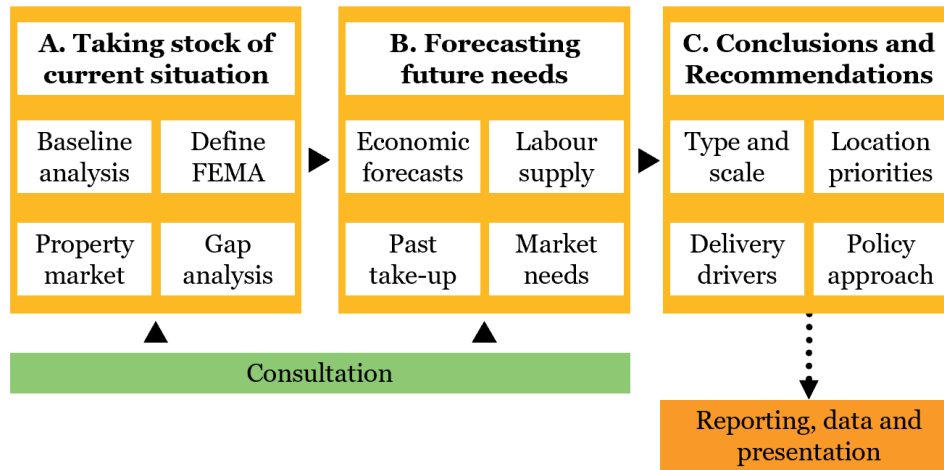 A. Taking stock of
current situation
Baseline
analysis
Define
FEMA
Property
market
Gap
analysis
B. Forecasting
future needs
Economic
forecasts
Labour
supply
Past
take-up
Market
needs
C. Conclusions and
Recommendations
Type and
scale
Location
priorities
Delivery
drivers
Policy
approach
Consultation
Reporting, data and
presentation